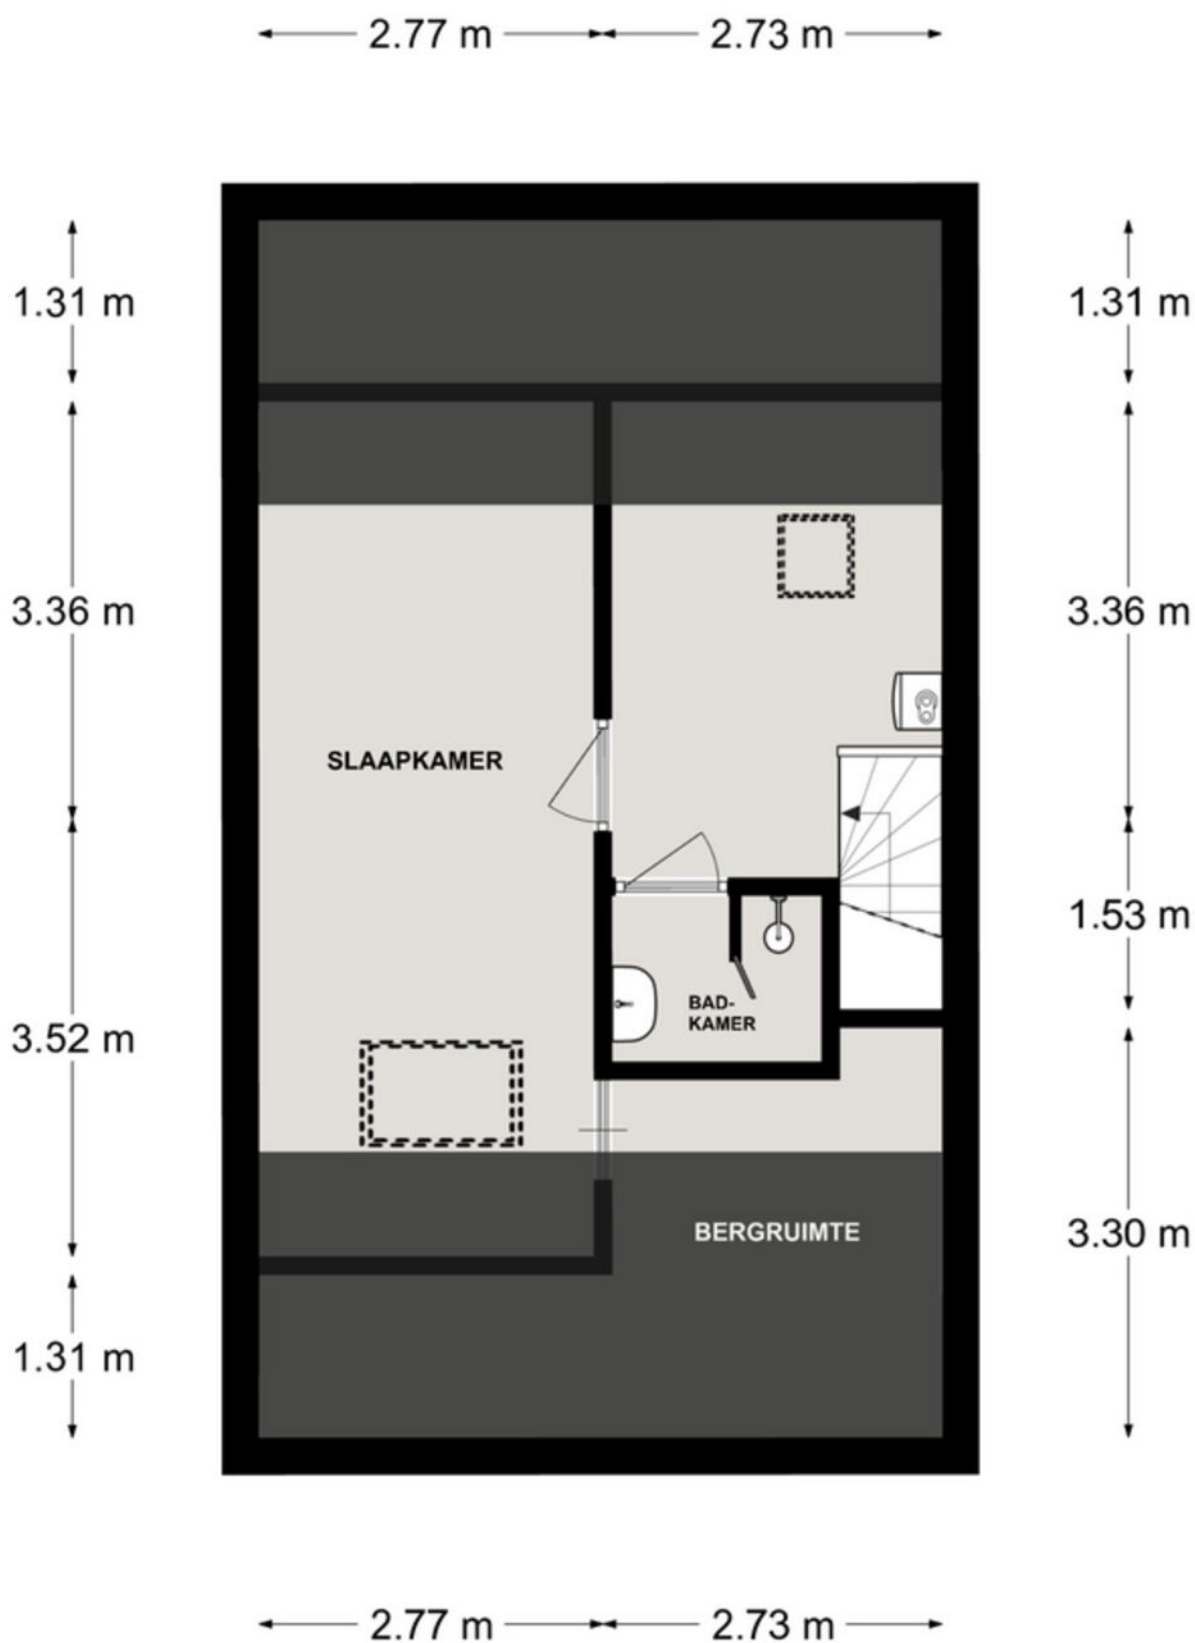 2.77 m 2.73 m
1.31 m 1.31 m
3.36 m 3.36 m
SLAAPKAMER
1.53 m
BAD-
KAMER
3.52 m
BERGRUIMTE
3.30 m
1.31 m
2.77 m 2.73 m